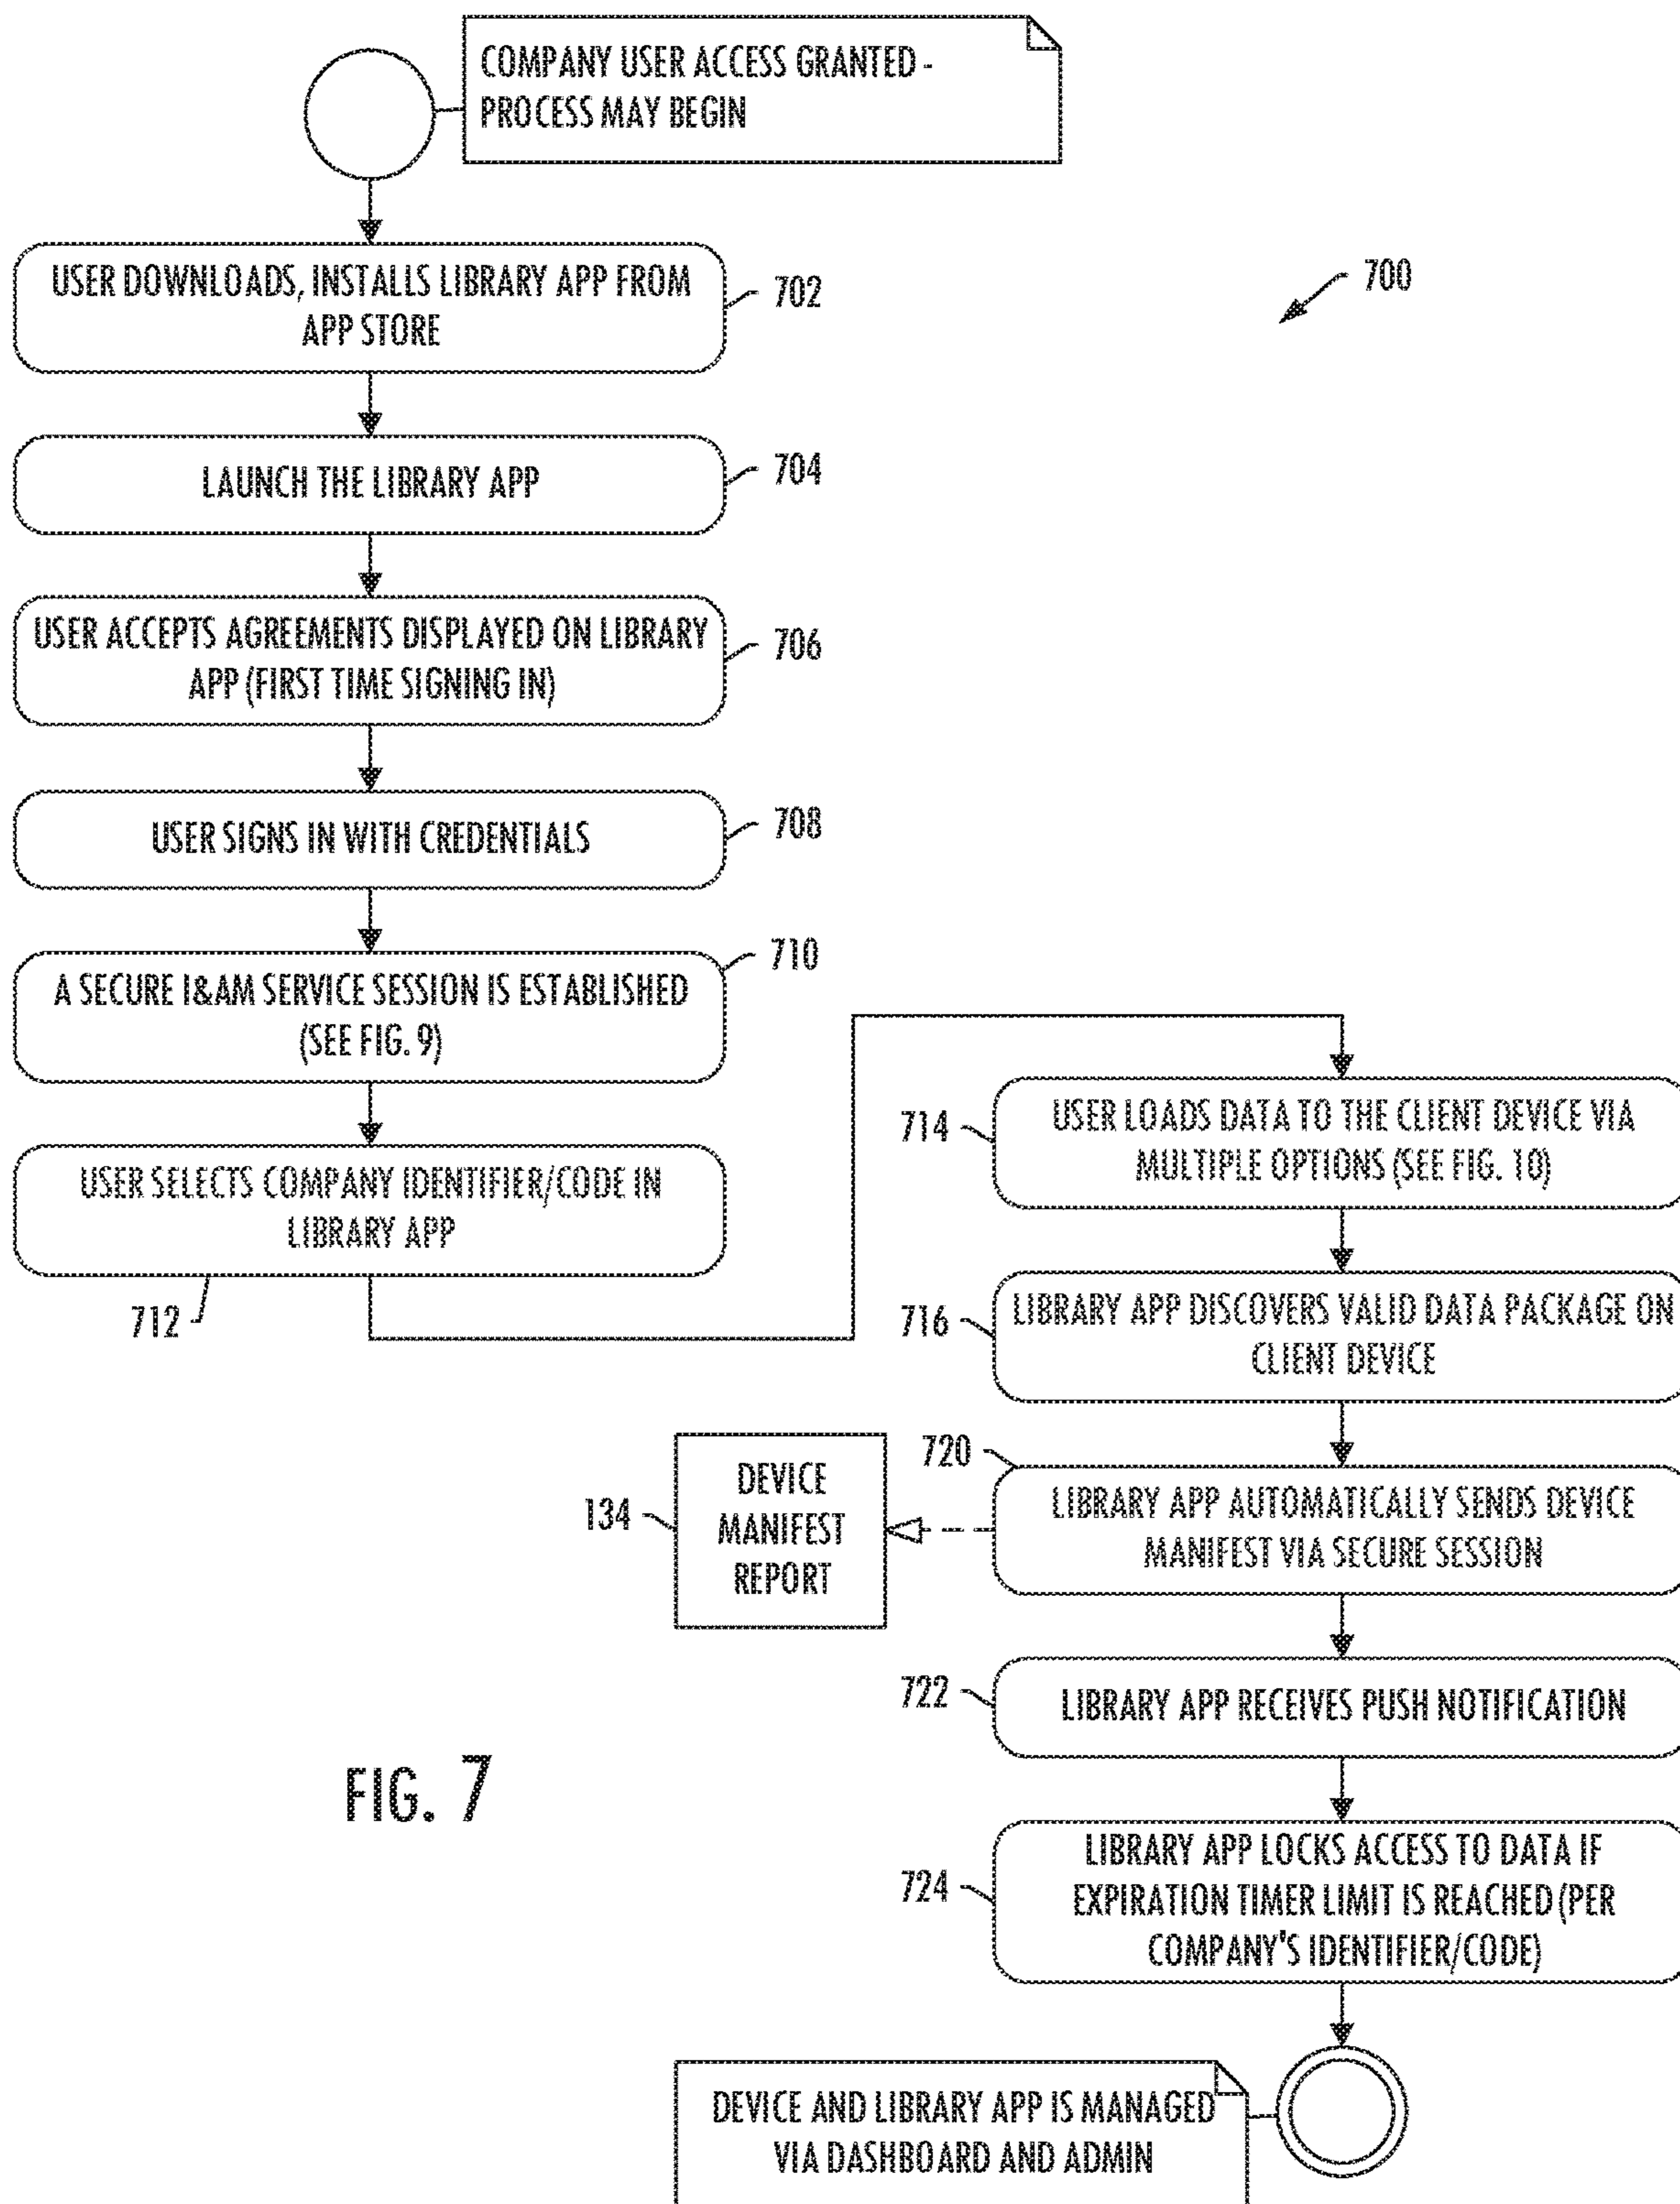 COMPANY USER ACCESS GRANTED -
PROCESS MAY BEGIN
700
USER DOWNLOADS, INSTALLS LIBRARY APP FROM
APP STORE
702
LAUNCH THE LIBRARY APP
704
USER ACCEPTS AGREEMENTS DISPLAYED ON LIBRARY
APP (FIRST TIME SIGNING IN)
706
USER SIGNS IN WITH CREDENTIALS
708
A SECURE I&AM SERVICE SESSION IS ESTABLISHED
(SEE FIG. 9)
710
USER SELECTS COMPANY IDENTIFIER/CODE IN
LIBRARY APP
712
714
USER LOADS DATA TO THE CLIENT DEVICE VIA
MULTIPLE OPTIONS (SEE FIG. 10)
716
LIBRARY APP DISCOVERS VALID DATA PACKAGE ON
CLIENT DEVICE
720
LIBRARY APP AUTOMATICALLY SENDS DEVICE
MANIFEST VIA SECURE SESSION
134
DEVICE
MANIFEST
REPORT
722
LIBRARY APP RECEIVES PUSH NOTIFICATION
724
LIBRARY APP LOCKS ACCESS TO DATA IF
EXPIRATION TIMER LIMIT IS REACHED (PER
COMPANY'S IDENTIFIER/CODE)
DEVICE AND LIBRARY APP IS MANAGED
VIA DASHBOARD AND ADMIN
FIG. 7